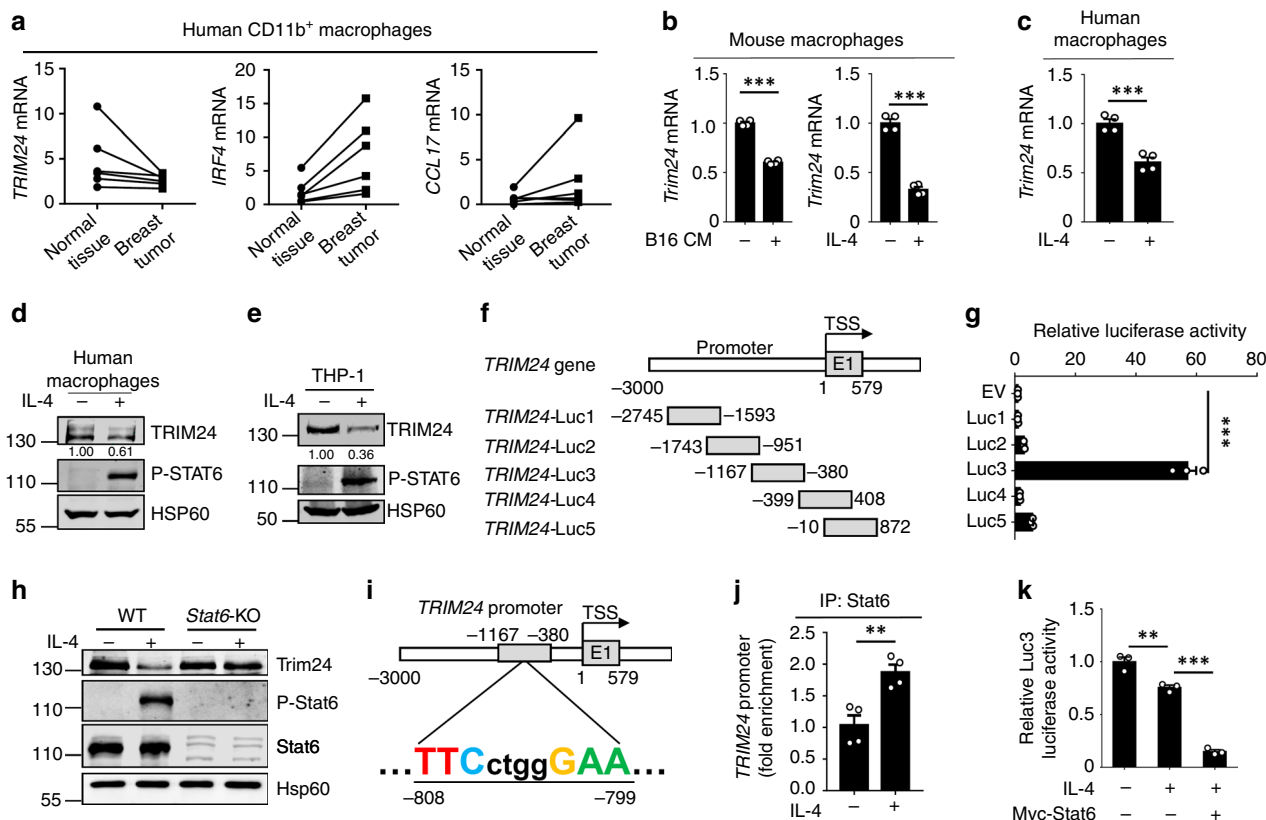 a
Human CD11b+ macrophages
TRIM24 mRNA
15
10
5
0
Normal tissue
Breast tumor
IRF4 mRNA
20
15
10
5
0
Normal tissue
Breast tumor
CCL17 mRNA
15
10
5
0
Normal tissue
Breast tumor
b
Mouse macrophages
Trim24 mRNA
1.5
1.0
0.5
0
***
B16 CM – +
Trim24 mRNA
1.5
1.0
0.5
0
***
IL-4 – +
c
Human
macrophages
Trim24 mRNA
1.5
1.0
0.5
0
***
IL-4 – +
d
Human
macrophages
IL-4 – +
130 TRIM24
1.00 0.61
110 P-STAT6
55 HSP60
e
THP-1
IL-4 – +
130 TRIM24
1.00 0.36
110 P-STAT6
50 HSP60
f
TSS
Promoter
TRIM24 gene E1
–3000 1 579
TRIM24-Luc1 –2745 –1593
TRIM24-Luc2 –1743 –951
TRIM24-Luc3 –1167 –380
TRIM24-Luc4 –399 408
TRIM24-Luc5 –10 872
g
Relative luciferase activity
0 20 40 60 80
EV
Luc1
Luc2
Luc3
Luc4
Luc5
***
h
WT Stat6-KO
IL-4 – + – +
130 Trim24
110 P-Stat6
110 Stat6
55 Hsp60
i
TRIM24 promoter TSS
–1167 –380
E1
–3000 1 579
...TTCctggGAA...
–808 –799
j
IP: Stat6
TRIM24 promoter
(fold enrichment)
2.5
2.0
1.5
1.0
0.5
0.0
**
IL-4 – +
k
Relative Luc3
luciferase activity
1.5
1.0
0.5
0
** ***
IL-4 – + +
Myc-Stat6 – – +